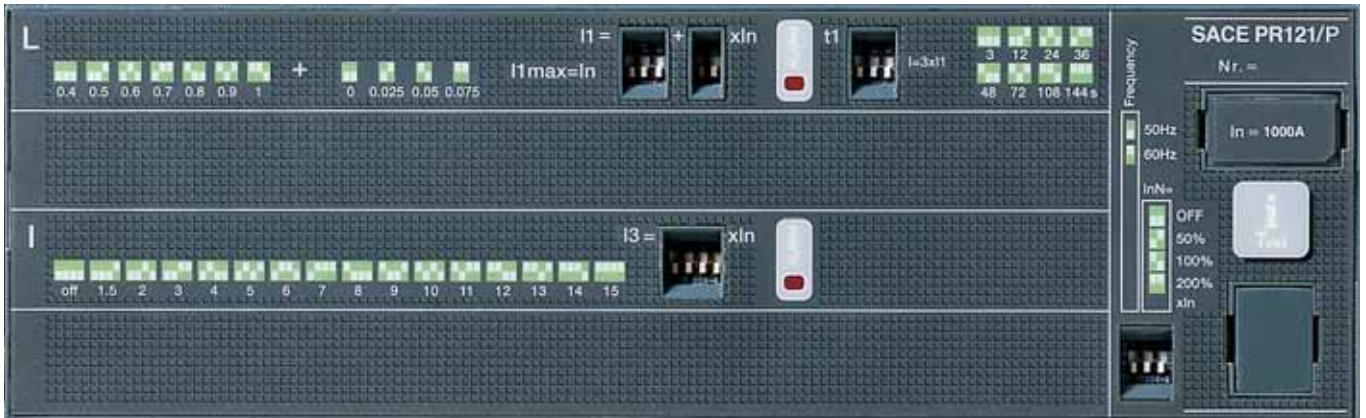 L
I1 = + xIn
I1max=In
0.4 0.5 0.6 0.7 0.8 0.9 1 + 0 0.025 0.05 0.075
t1
I=3xI1
3 12 24 36
48 72 108 144 s
I
I3 = xIn
off 1.5 2 3 4 5 6 7 8 9 10 11 12 13 14 15
Frequency
50Hz
60Hz
InN=
OFF
50%
100%
200%
xIn
SACE PR121/P
Nr. =
In = 1000A
Test